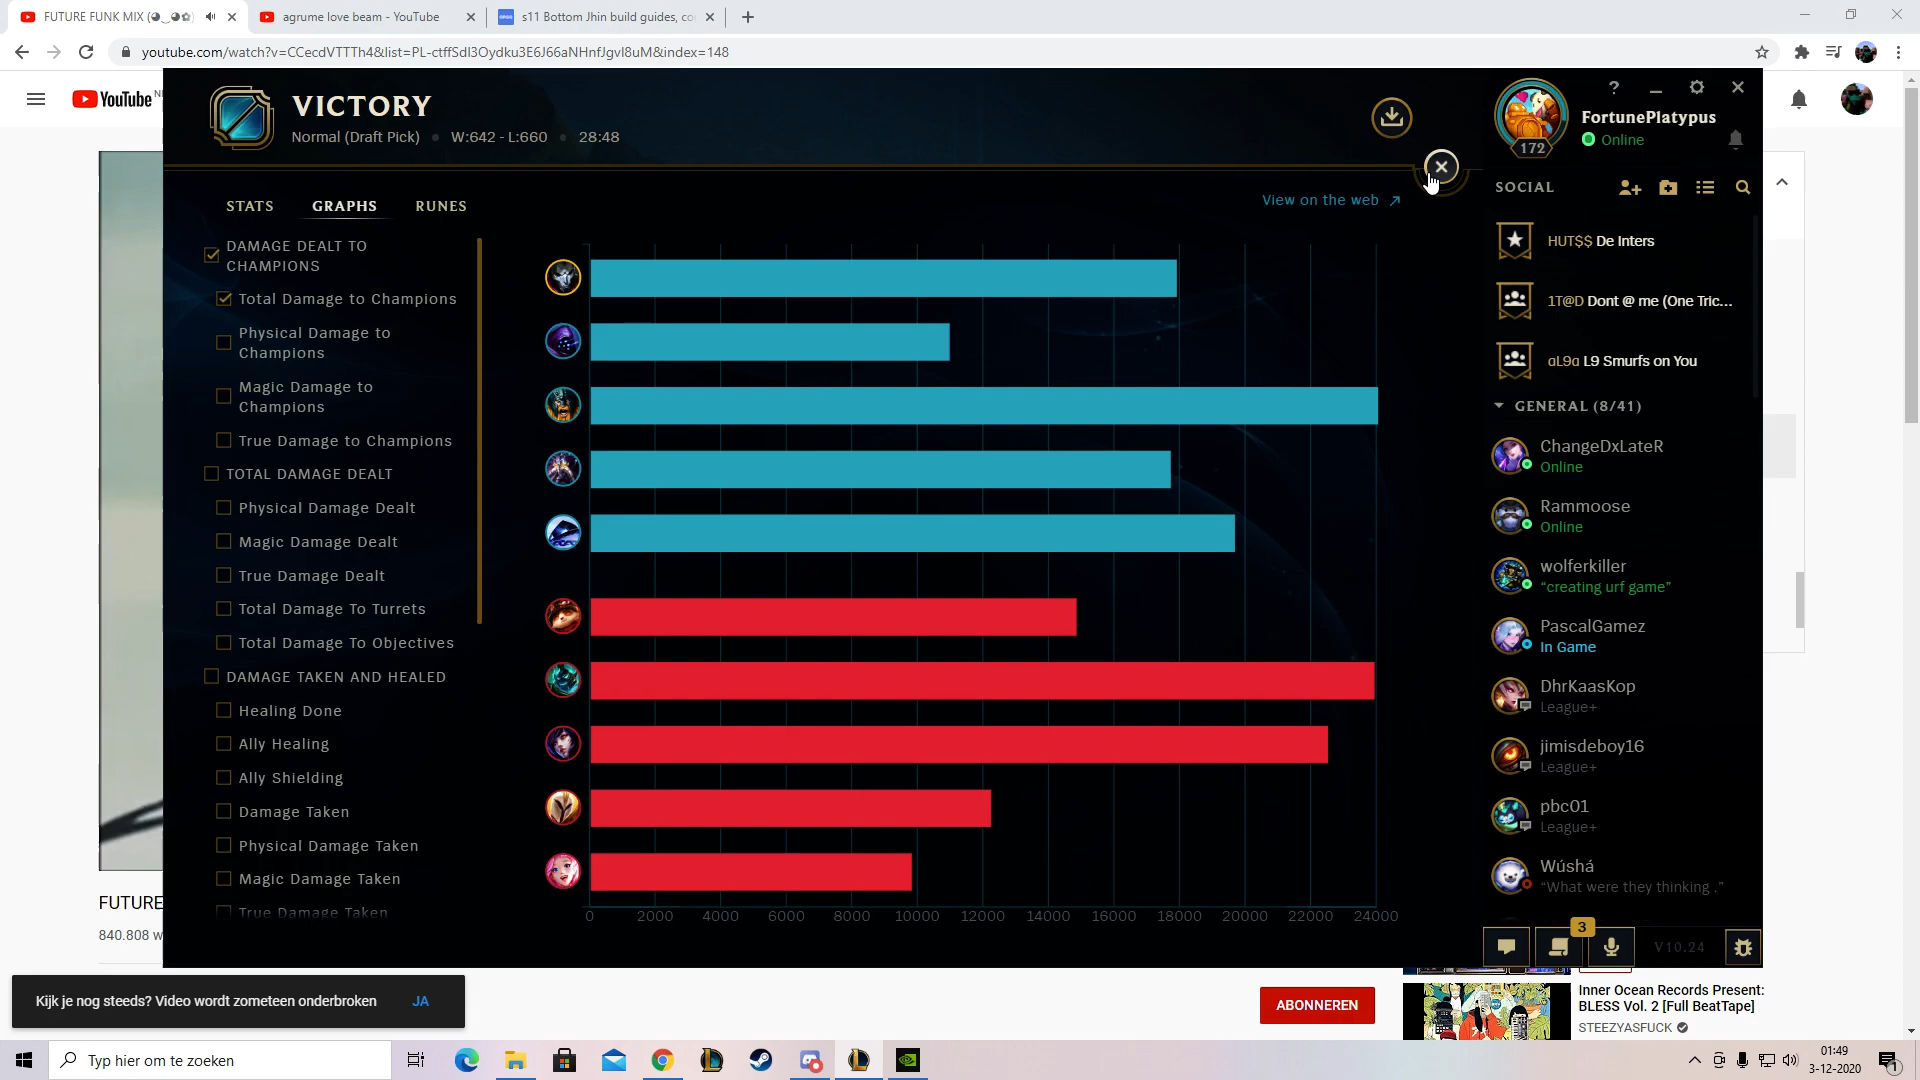 FUTURE FUNK MIX (
agrume love beam - YouTube
s11 Bottom Jhin build guides, co
youtube.com/watch?v=CCecdVTTTh4&list=PL-ctffSdI3Oydku3E6J66aNHnfJgvI8uM&index=148
YouTube
VICTORY
Normal (Draft Pick) • W:642 - L:660 • 28:48
?
FortunePlatypus
Online
172
SOCIAL
View on the web
STATS GRAPHS RUNES
DAMAGE DEALT TO
CHAMPIONS
Total Damage to Champions
Physical Damage to
Champions
Magic Damage to
Champions
True Damage to Champions
TOTAL DAMAGE DEALT
Physical Damage Dealt
Magic Damage Dealt
True Damage Dealt
Total Damage To Turrets
Total Damage To Objectives
DAMAGE TAKEN AND HEALED
Healing Done
Ally Healing
Ally Shielding
Damage Taken
Physical Damage Taken
Magic Damage Taken
True Damage Taken
0 2000 4000 6000 8000 10000 12000 14000 16000 18000 20000 22000 24000
HUT$$ De Inters
1T@D Dont @ me (One Tric...
aL9a L9 Smurfs on You
GENERAL (8/41)
ChangeDxLateR
Online
Rammoose
Online
wolferkiller
“creating urf game”
PascalGamez
In Game
DhrKaasKop
League+
jimisdeboy16
League+
pbc01
League+
Wúshá
“What were they thinking .”
3
V10.24
FUTURE
840.808 w
Kijk je nog steeds? Video wordt zometeen onderbroken JA
ABONNEREN
Inner Ocean Records Present:
BLESS Vol. 2 [Full BeatTape]
STEEZYASFUCK
Typ hier om te zoeken
01:49
3-12-2020
1